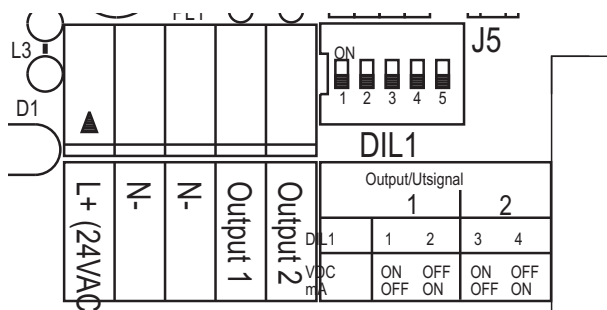 L3
D1
ON
1 2 3 4 5
J5
DIL1
L+ (24VAC
N-
N-
Output 1
Output 2
Output/Utsignal
1 2
DIL1 1 2 3 4
VDC ON OFF ON OFF
mA OFF ON OFF ON